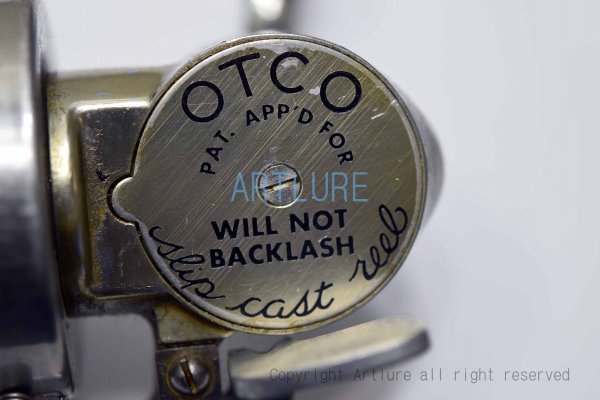 OTCO
PAT. APP'D FOR
ARTLURE
WILL NOT
BACKLASH
slip cast reel
Copyright Artlure all right reserved